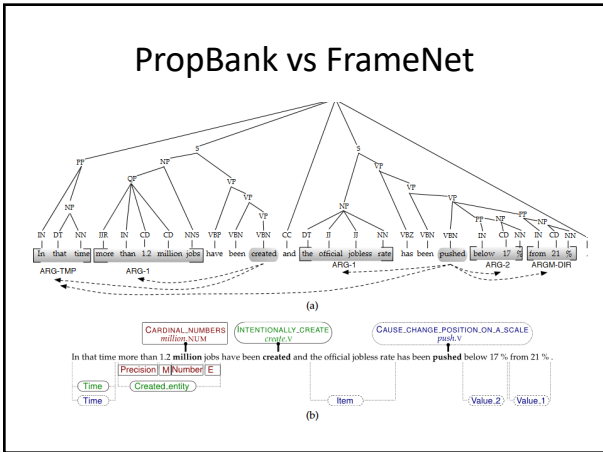 PropBank vs FrameNet
S
S
PP
NP
VP
QP
NP
VP
VP
VP
VP
NP
VP
PP
NP
PP
NP
IN DT NN JJR IN CD CD NNS VBP VBN VBN CC DT JJ JJ NN VBZ VBN VBN IN CD NN IN CD NN .
In that time more than 1.2 million jobs have been created and the official jobless rate has been pushed below 17 % from 21 % .
ARG-TMP ARG-1 ARG-1 ARG-2 ARGM-DIR
(a)
CARDINAL_NUMBERS INTENTIONALLY_CREATE CAUSE_CHANGE_POSITION_ON_A_SCALE
million.NUM create.V push.V
In that time more than 1.2 million jobs have been created and the official jobless rate has been pushed below 17 % from 21 % .
Precision M Number E
Time Created_entity
Time Item Value_2 Value_1
(b)